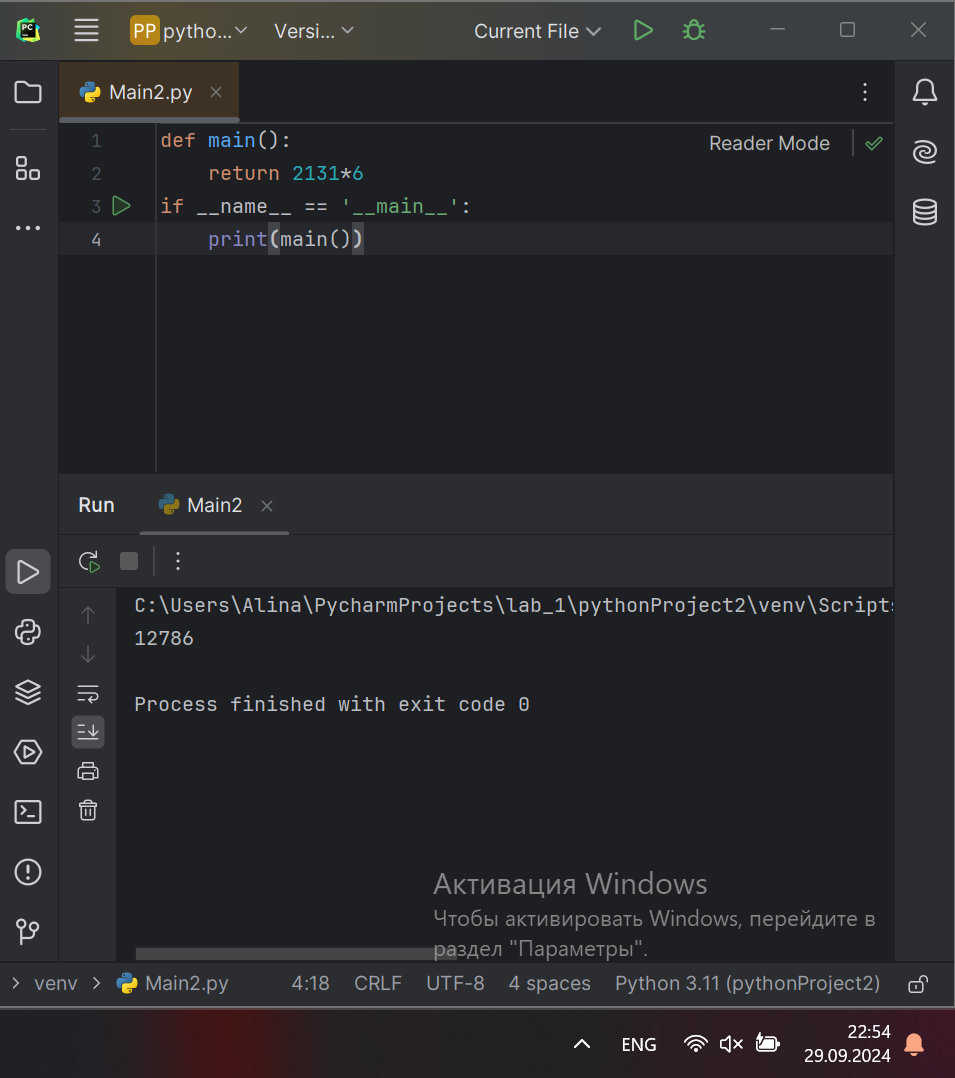 PP pytho... Versi... Current File
Main2.py
Reader Mode
1 def main():
2     return 2131*6
3 if __name__ == '__main__':
4     print(main())
Run Main2
C:\Users\Alina\PycharmProjects\lab_1\pythonProject2\venv\Scripts
12786
Process finished with exit code 0
Активация Windows
Чтобы активировать Windows, перейдите в
раздел "Параметры".
> venv > Main2.py 4:18 CRLF UTF-8 4 spaces Python 3.11 (pythonProject2)
ENG 22:54
29.09.2024